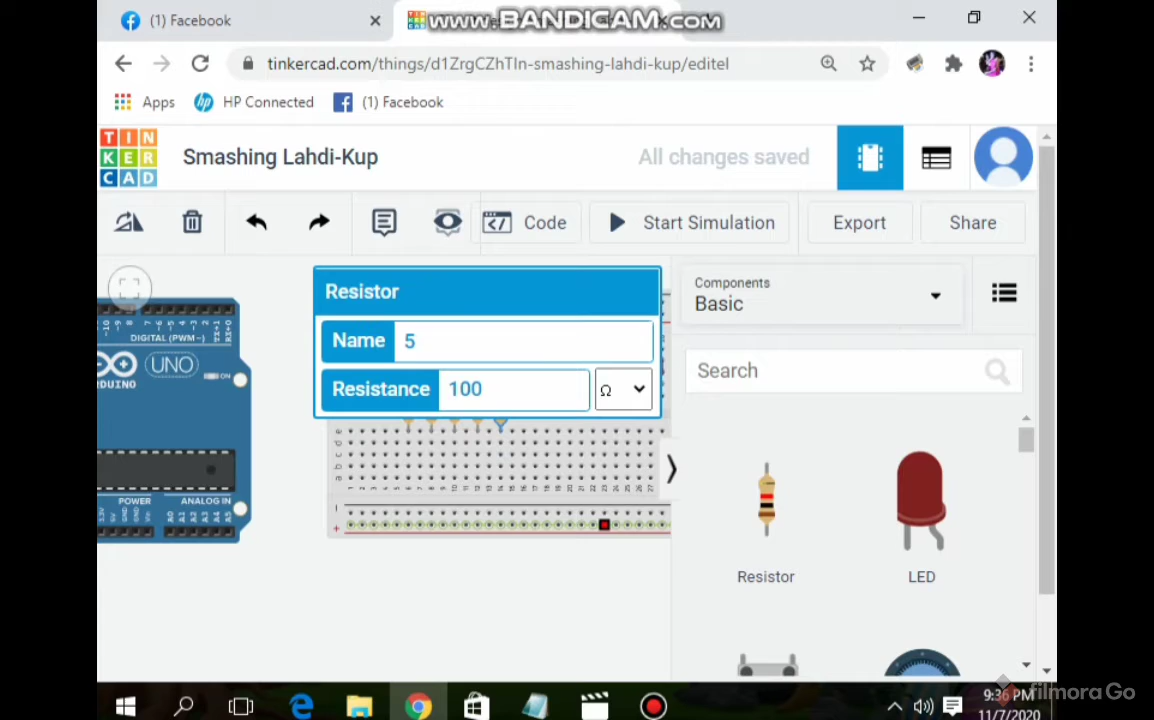 (1) Facebook
www.BANDICAM.com
tinkercad.com/things/d1ZrgCZhTIn-smashing-lahdi-kup/editel
Apps
HP Connected
(1) Facebook
TIN
KER
CAD
Smashing Lahdi-Kup
All changes saved
Code
Start Simulation
Export
Share
Resistor
Name 5
Resistance 100 Ω
Components
Basic
Search
DIGITAL (PWM~)
UNO
ON
POWER
ANALOG IN
Resistor
LED
9:36 PM
11/7/2020
filmora Go